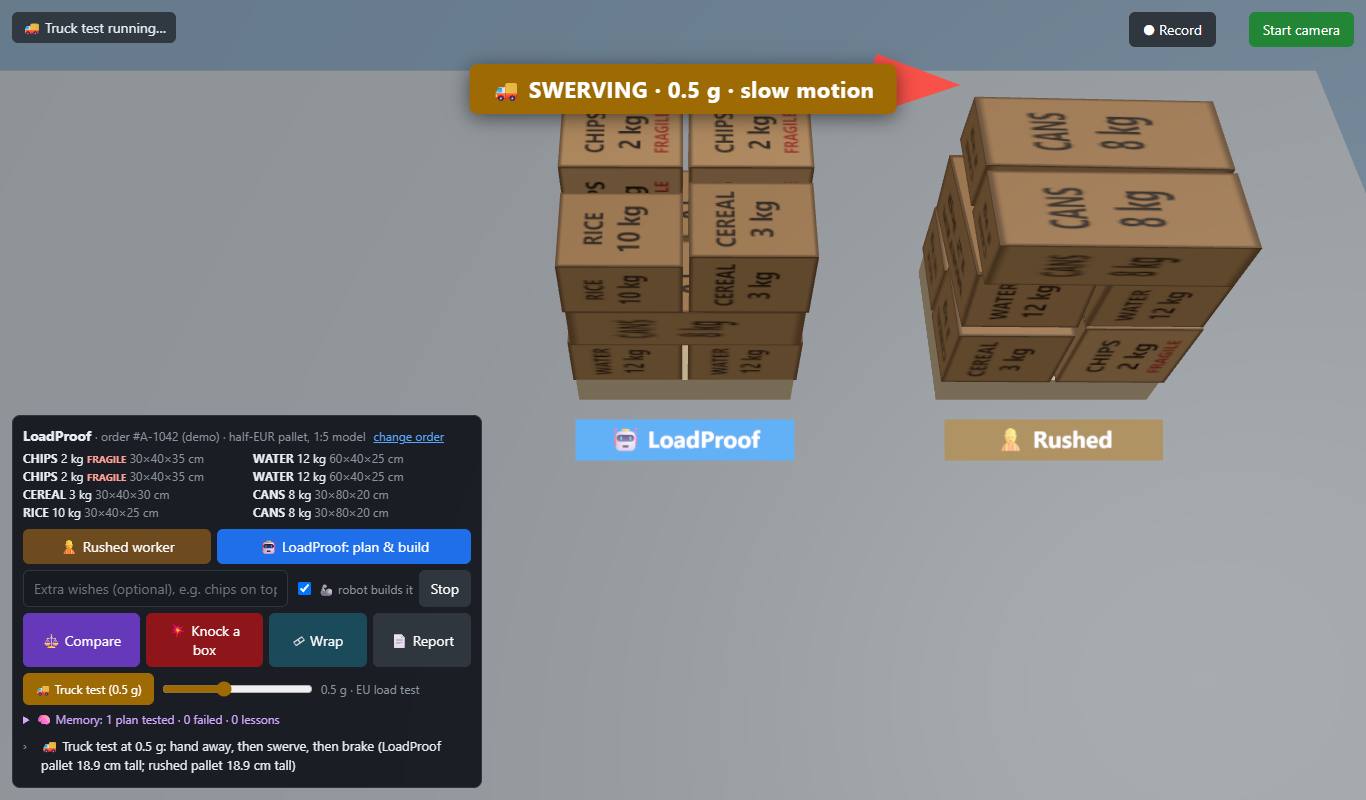 🚚 Truck test running...
● Record
Start camera
🚚 SWERVING · 0.5 g · slow motion
CHIPS 2 kg FRAGILE
CHIPS 2 kg FRAGILE
RICE 10 kg
CEREAL 3 kg
RICE 10 kg
CEREAL 3 kg
CANS 8 kg
WATER 12 kg
WATER 12 kg
CANS 8 kg
CANS 8 kg
CANS 8 kg
WATER 12 kg
WATER 12 kg
CEREAL 3 kg
CHIPS 2 kg FRAGILE
LoadProof
Rushed
LoadProof · order #A-1042 (demo) · half-EUR pallet, 1:5 model change order
CHIPS 2 kg FRAGILE 30×40×35 cm
WATER 12 kg 60×40×25 cm
CHIPS 2 kg FRAGILE 30×40×35 cm
WATER 12 kg 60×40×25 cm
CEREAL 3 kg 30×40×30 cm
CANS 8 kg 30×80×20 cm
RICE 10 kg 30×40×25 cm
CANS 8 kg 30×80×20 cm
Rushed worker
LoadProof: plan & build
Extra wishes (optional), e.g. chips on top
robot builds it
Stop
Compare
Knock a box
Wrap
Report
Truck test (0.5 g)
0.5 g · EU load test
Memory: 1 plan tested · 0 failed · 0 lessons
› 🚚 Truck test at 0.5 g: hand away, then swerve, then brake (LoadProof
pallet 18.9 cm tall; rushed pallet 18.9 cm tall)